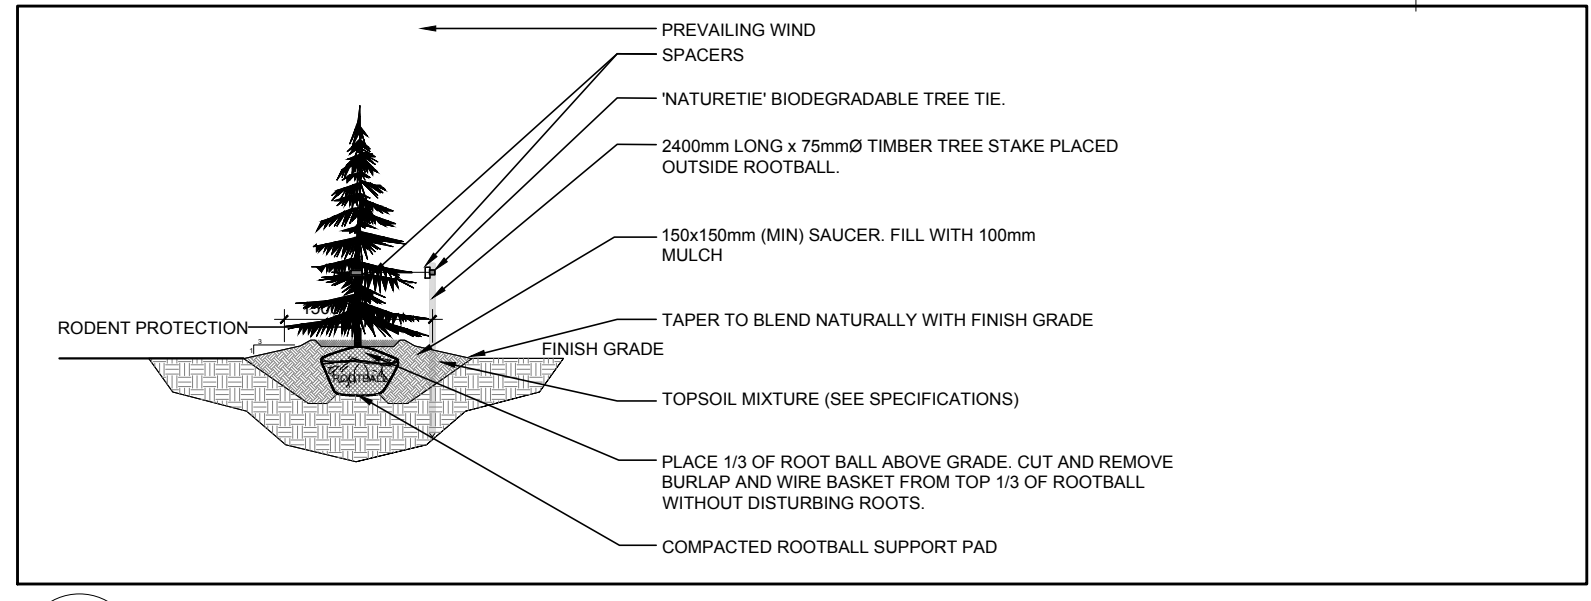 PREVAILING WIND
SPACERS
'NATURETIE' BIODEGRADABLE TREE TIE.
2400mm LONG x 75mmØ TIMBER TREE STAKE PLACED
OUTSIDE ROOTBALL.
150x150mm (MIN) SAUCER. FILL WITH 100mm
MULCH
RODENT PROTECTION
TAPER TO BLEND NATURALLY WITH FINISH GRADE
3
1
FINISH GRADE
ROOTBALL
TOPSOIL MIXTURE (SEE SPECIFICATIONS)
PLACE 1/3 OF ROOT BALL ABOVE GRADE. CUT AND REMOVE
BURLAP AND WIRE BASKET FROM TOP 1/3 OF ROOTBALL
WITHOUT DISTURBING ROOTS.
COMPACTED ROOTBALL SUPPORT PAD